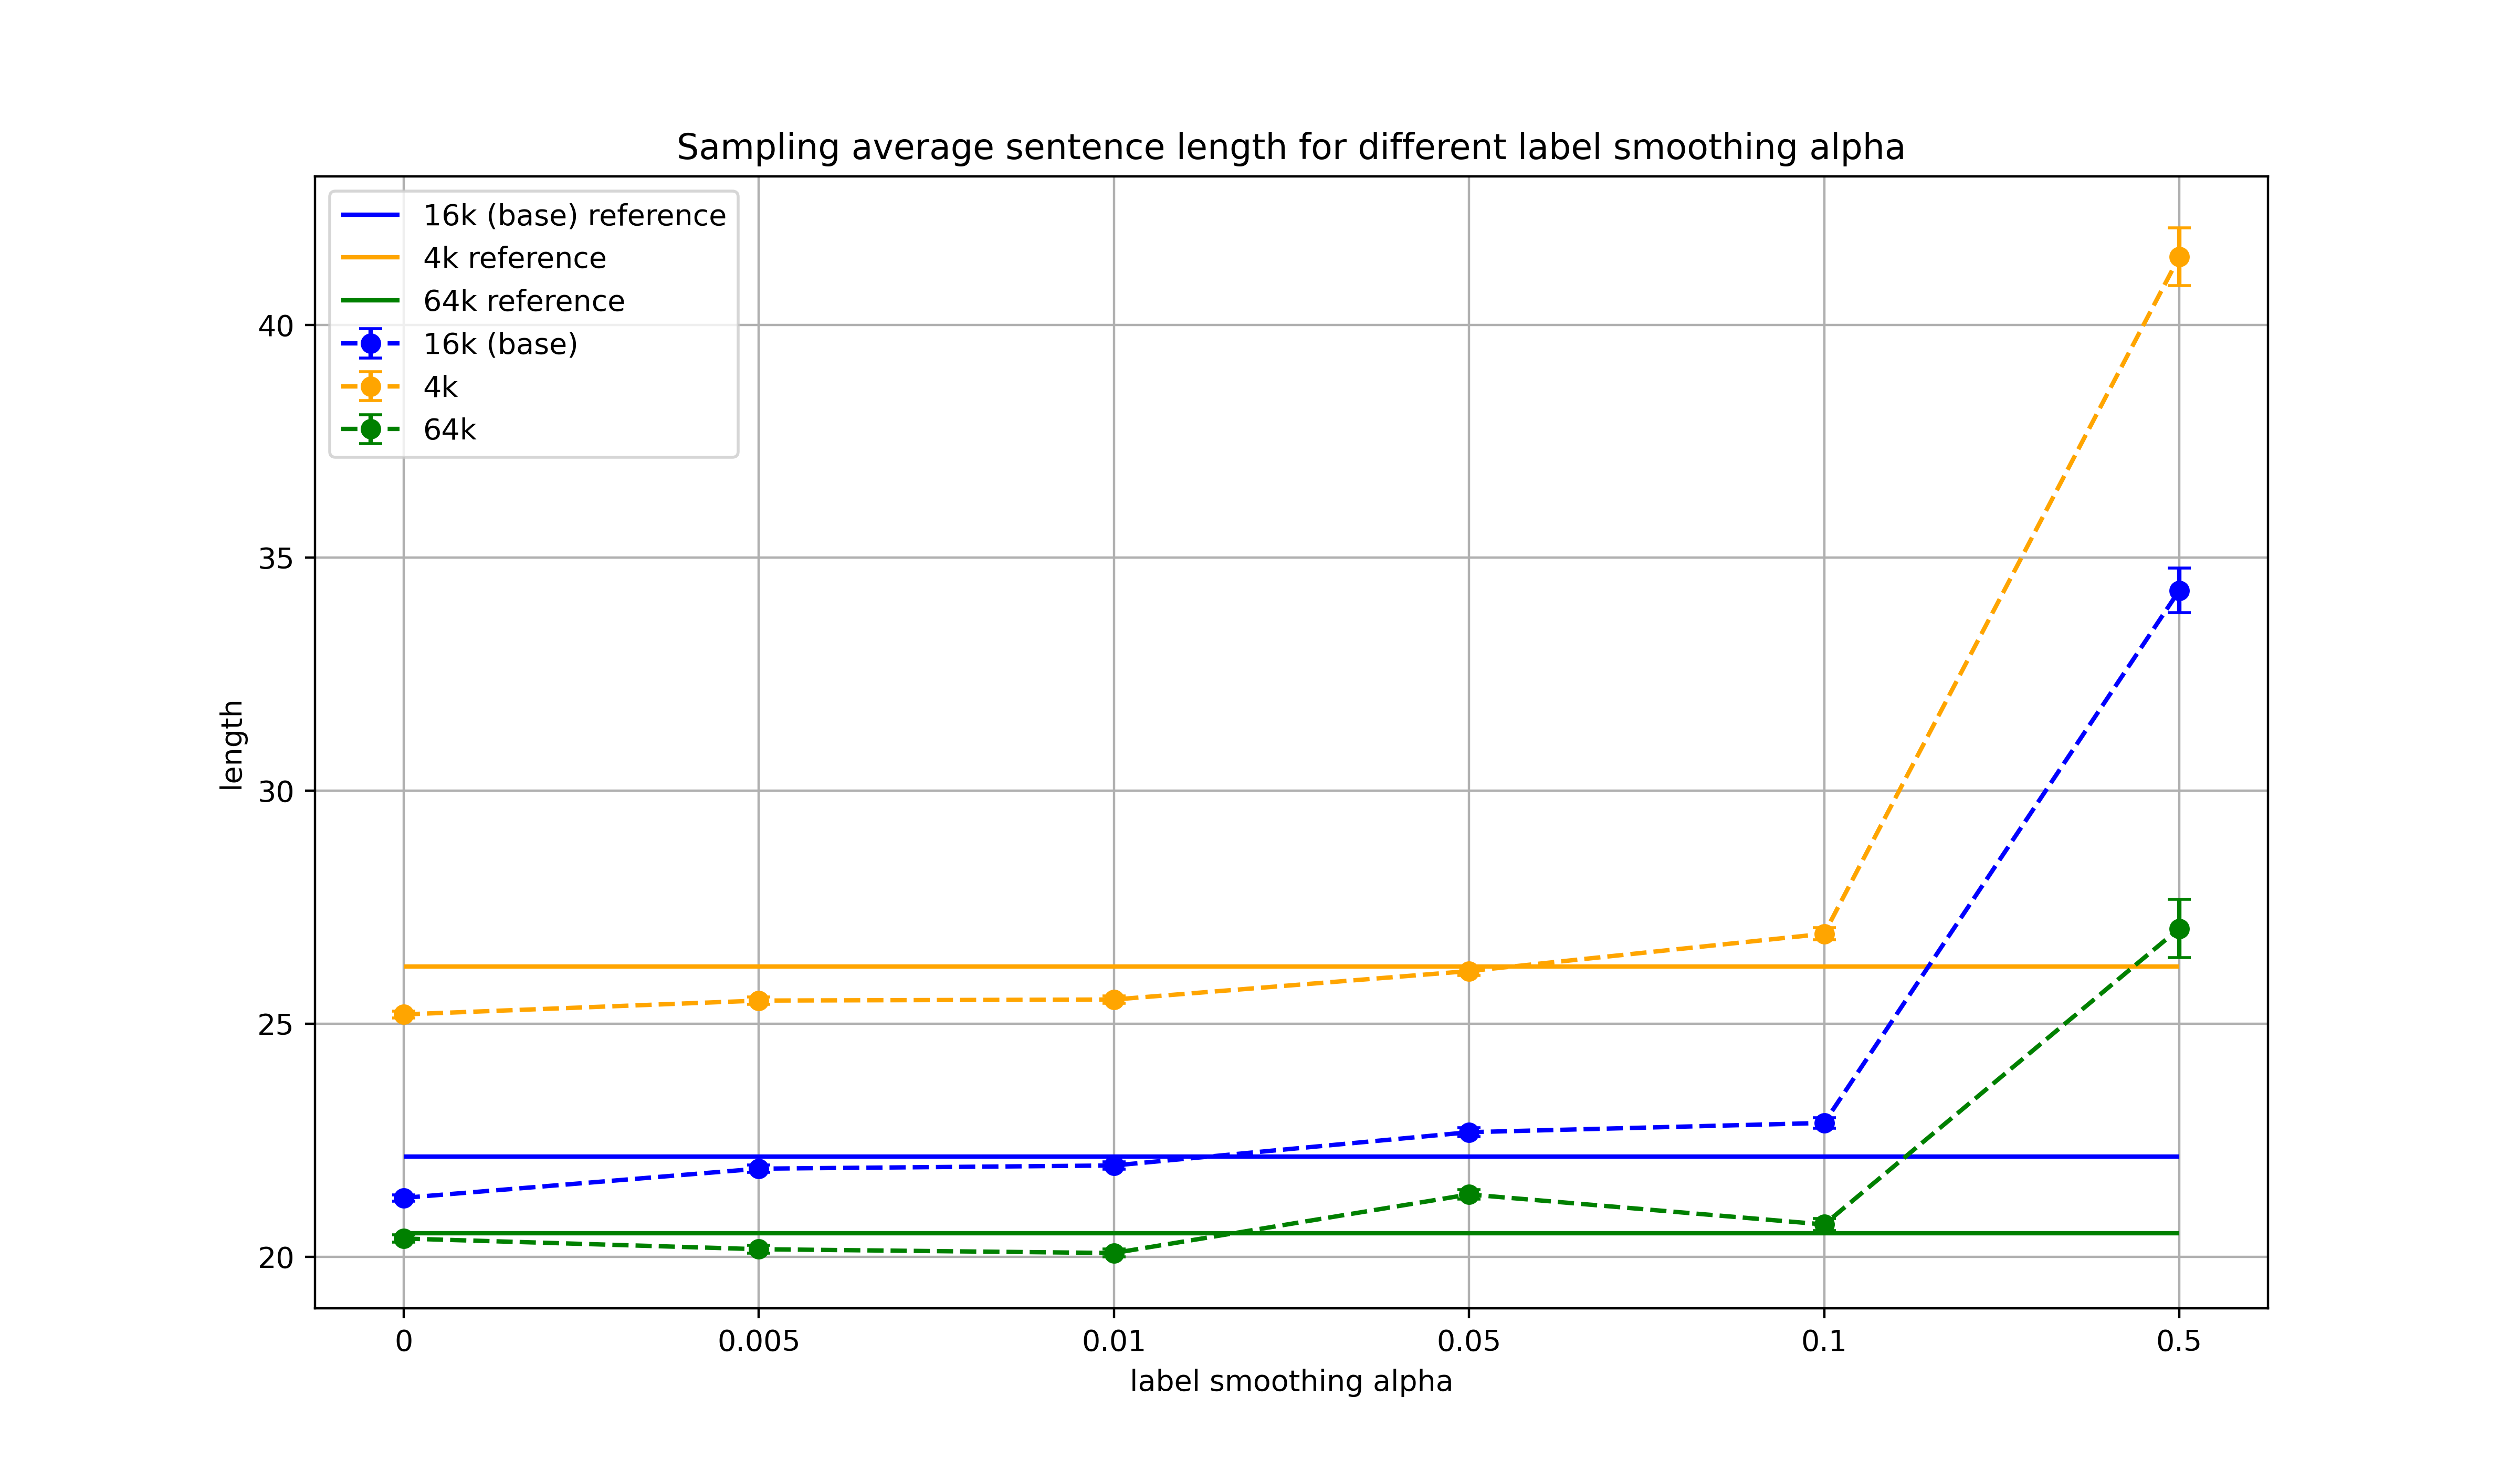 Sampling average sentence length for different label smoothing alpha
16k (base) reference
4k reference
64k reference
16k (base)
4k
64k
length
40
35
30
25
20
0 0.005 0.01 0.05 0.1 0.5
label smoothing alpha